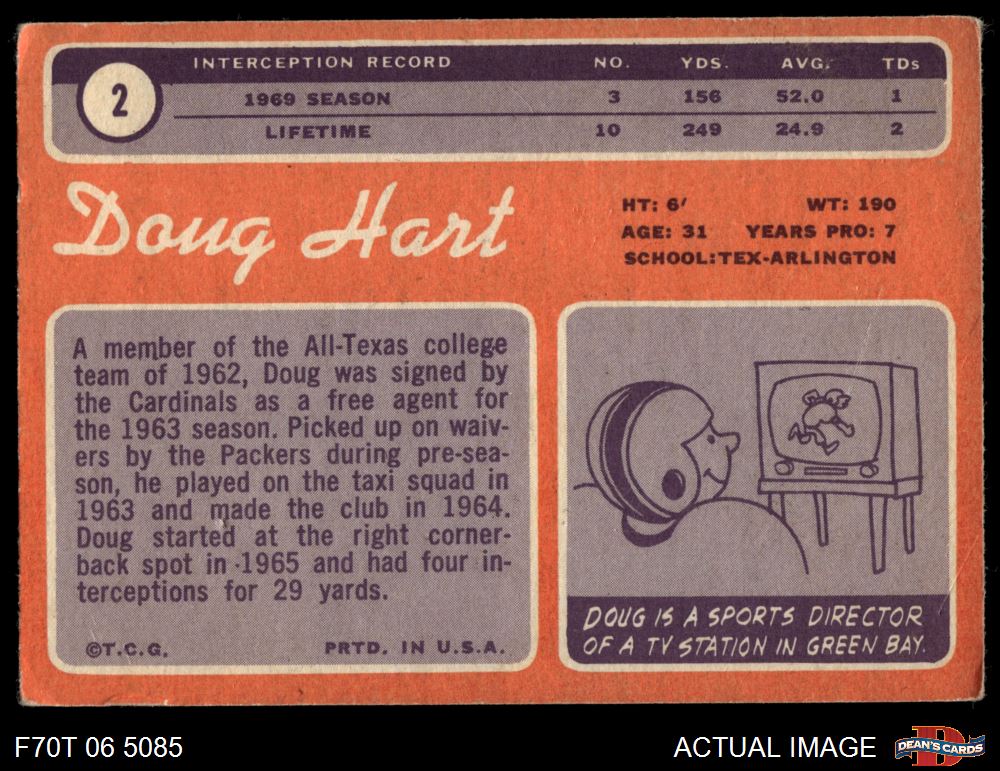 2
INTERCEPTION RECORD NO. YDS. AVG. TDs
1969 SEASON 3 156 52.0 1
LIFETIME 10 249 24.9 2
Doug Hart
HT: 6' WT: 190
AGE: 31 YEARS PRO: 7
SCHOOL:TEX-ARLINGTON
A member of the All-Texas college
team of 1962, Doug was signed by
the Cardinals as a free agent for
the 1963 season. Picked up on waiv-
ers by the Packers during pre-sea-
son, he played on the taxi squad in
1963 and made the club in 1964.
Doug started at the right corner-
back spot in 1965 and had four in-
terceptions for 29 yards.
©T.C.G. PRTD. IN U.S.A.
DOUG IS A SPORTS DIRECTOR
OF A TV STATION IN GREEN BAY.
F70T 06 5085
ACTUAL IMAGE
D
DEAN'S CARDS